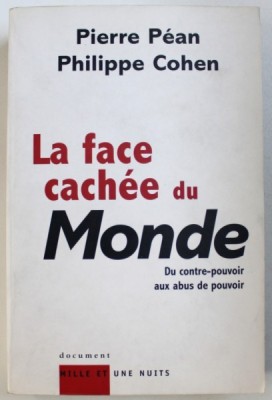 Pierre Péan
Philippe Cohen
La face
cachée du
Monde
Du contre-pouvoir
aux abus de pouvoir
document
MILLE ET UNE NUITS